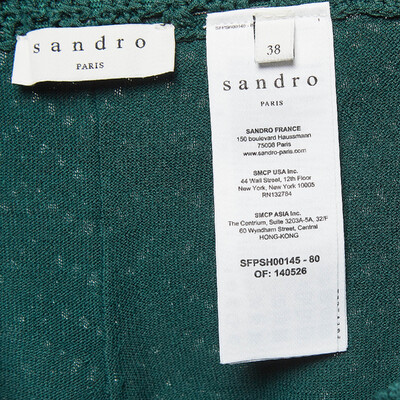 sandro
PARIS
38
sandro
PARIS
SANDRO FRANCE
150 boulevard Haussmann
75008 Paris
www.sandro-paris.com
SMCP USA Inc.
44 Wall Street, 12th Floor
New York, New York 10005
RN132784
SMCP ASIA Inc.
The Centrium, Suite 3203A-5A, 32/F
60 Wyndham Street, Central
HONG-KONG
SFPSH00145 - 80
OF: 140526